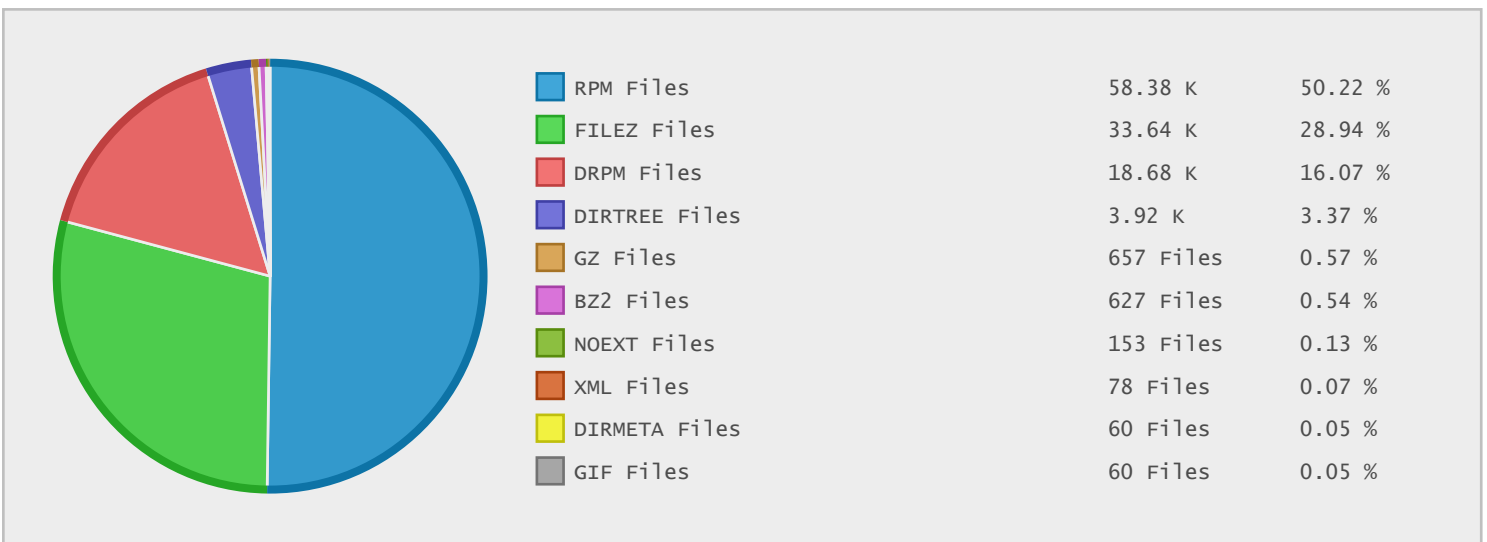 RPM Files 58.38 K 50.22 %
FILEZ Files 33.64 K 28.94 %
DRPM Files 18.68 K 16.07 %
DIRTREE Files 3.92 K 3.37 %
GZ Files 657 Files 0.57 %
BZ2 Files 627 Files 0.54 %
NOEXT Files 153 Files 0.13 %
XML Files 78 Files 0.07 %
DIRMETA Files 60 Files 0.05 %
GIF Files 60 Files 0.05 %